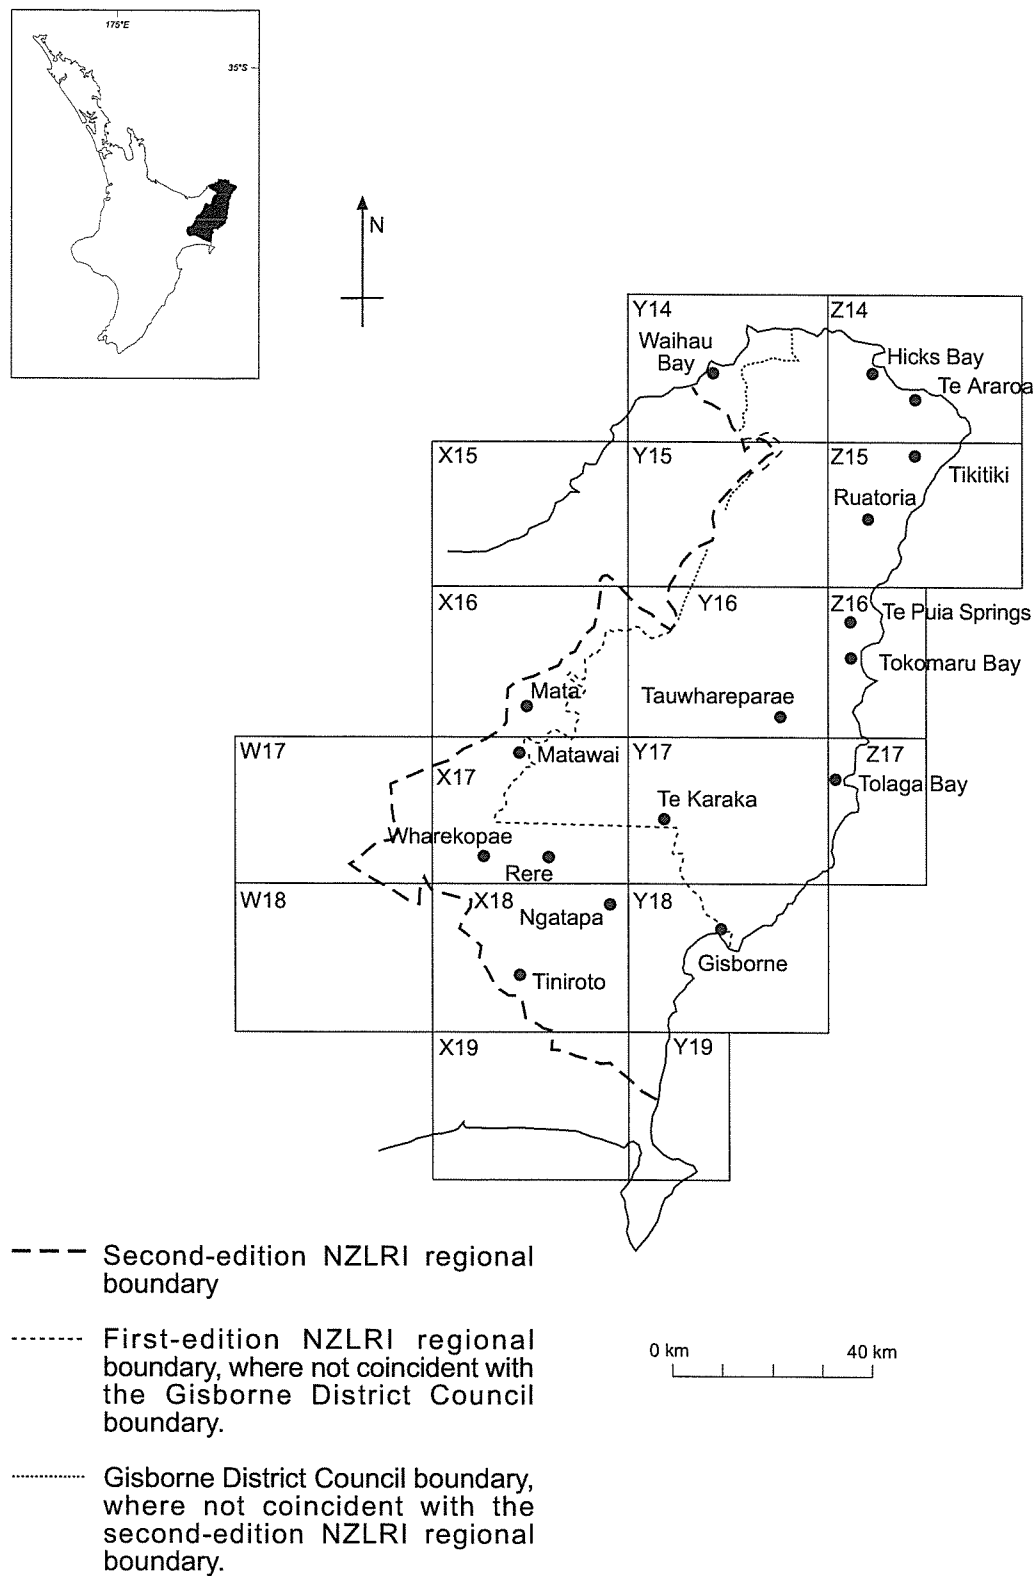 175°E
35°S
N
Y14
Z14
Waihau
Bay
Hicks Bay
Te Araroa
X15
Y15
Z15
Tikitiki
Ruatoria
X16
Y16
Z16
Te Puia Springs
Tokomaru Bay
Mata
Tauwhareparae
W17
X17
Matawai
Y17
Z17
Tolaga Bay
Te Karaka
Wharekopae
Rere
W18
X18
Y18
Ngatapa
Gisborne
Tiniroto
X19
Y19
Second-edition NZLRI regional
boundary
First-edition NZLRI regional
boundary, where not coincident with
the Gisborne District Council
boundary.
0 km
40 km
Gisborne District Council boundary,
where not coincident with the
second-edition NZLRI regional
boundary.